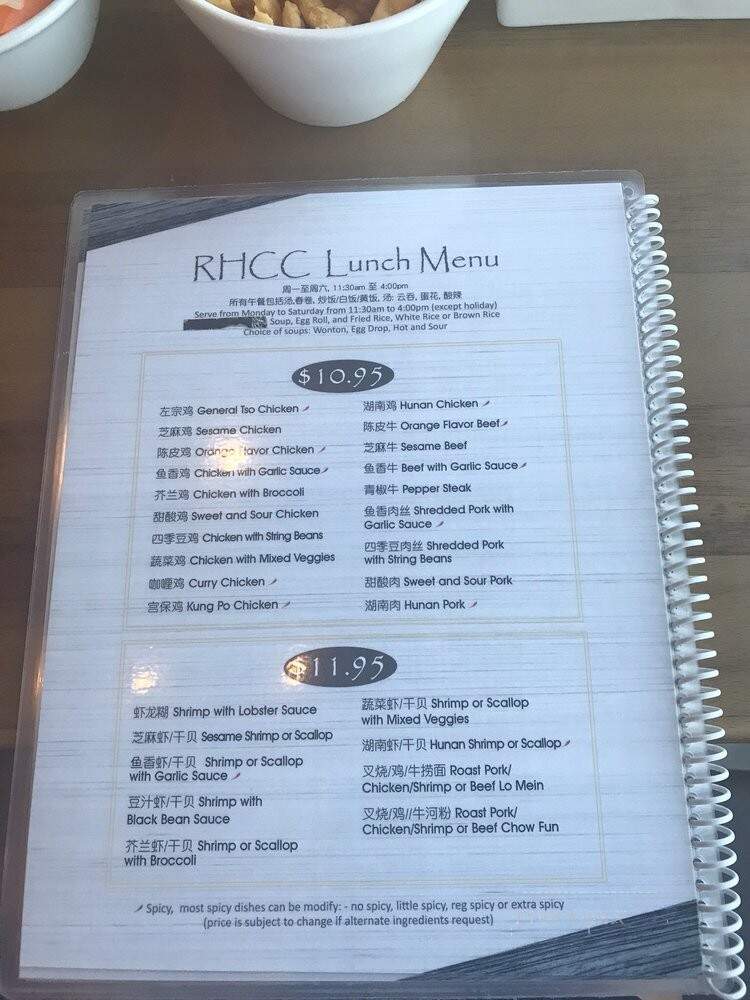 RHCC Lunch Menu
周一至周六, 11:30am 至 4:00pm
所有午餐包括汤,春卷, 炒饭/白饭/黄饭, 汤: 云吞, 蛋花, 酸辣
Serve from Monday to Saturday from 11:30am to 4:00pm (except holiday)
Soup, Egg Roll, and Fried Rice, White Rice or Brown Rice
Choice of soups: Wonton, Egg Drop, Hot and Sour
$10.95
左宗鸡 General Tso Chicken
芝麻鸡 Sesame Chicken
陈皮鸡 Orange Flavor Chicken
鱼香鸡 Chicken with Garlic Sauce
芥兰鸡 Chicken with Broccoli
甜酸鸡 Sweet and Sour Chicken
四季豆鸡 Chicken with String Beans
蔬菜鸡 Chicken with Mixed Veggies
咖喱鸡 Curry Chicken
宫保鸡 Kung Po Chicken
湖南鸡 Hunan Chicken
陈皮牛 Orange Flavor Beef
芝麻牛 Sesame Beef
鱼香牛 Beef with Garlic Sauce
青椒牛 Pepper Steak
鱼香肉丝 Shredded Pork with
Garlic Sauce
四季豆肉丝 Shredded Pork
with String Beans
甜酸肉 Sweet and Sour Pork
湖南肉 Hunan Pork
$11.95
虾龙糊 Shrimp with Lobster Sauce
芝麻虾/干贝 Sesame Shrimp or Scallop
鱼香虾/干贝 Shrimp or Scallop
with Garlic Sauce
豆汁虾/干贝 Shrimp with
Black Bean Sauce
芥兰虾/干贝 Shrimp or Scallop
with Broccoli
蔬菜虾/干贝 Shrimp or Scallop
with Mixed Veggies
湖南虾/干贝 Hunan Shrimp or Scallop
叉烧/鸡/牛捞面 Roast Pork/
Chicken/Shrimp or Beef Lo Mein
叉烧/鸡//牛河粉 Roast Pork/
Chicken/Shrimp or Beef Chow Fun
Spicy, most spicy dishes can be modify: - no spicy, little spicy, reg spicy or extra spicy
(price is subject to change if alternate ingredients request)